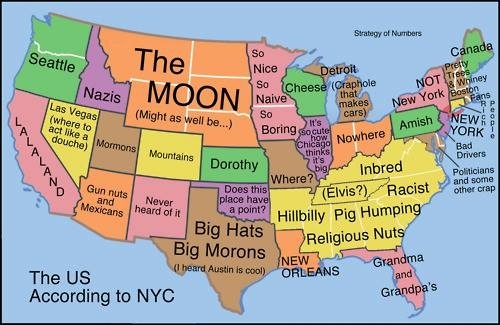 Strategy of Numbers
Canada
Seattle
The
MOON
(Might as well be...)
So
Nice
So
Naive
So
Boring
Detroit
(Craphole
that
makes
cars)
Cheese
Pretty
Trees
& Whiney
Boston
Fans
NOT
New York
Rich People
NEW
YORK
Nazis
Las Vegas
(where to
act like a
douche)
LALALAND
Mormons
Mountains
Dorothy
Where?
It's
so cute
how
Chicago
thinks
it's
big
Nowhere
Amish
Bad
Drivers
Politicians
and some
other crap
Inbred
(Elvis?)
Racist
Gun nuts
and
Mexicans
Never
heard of it
Does this
place have
a point?
Hillbilly
Pig Humping
Religious Nuts
Big Hats
Big Morons
(I heard Austin is cool)
NEW
ORLEANS
Grandma
and
Grandpa's
The US
According to NYC